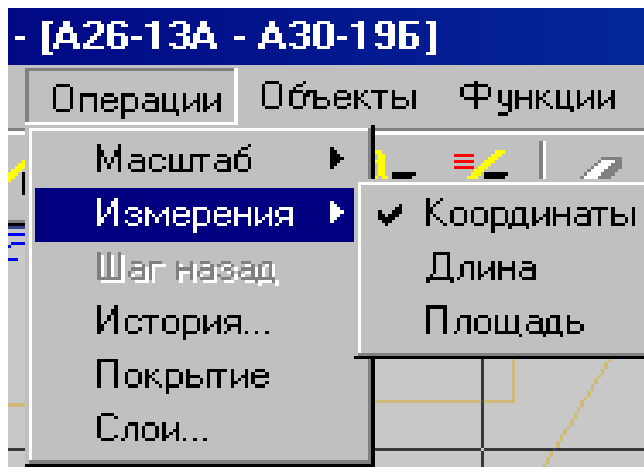 - [А26-13А - А30-19Б]
Операции Объекты Функции
Масштаб
Измерения
Координаты
Шаг назад
Длина
История...
Площадь
Покрытие
Слои...